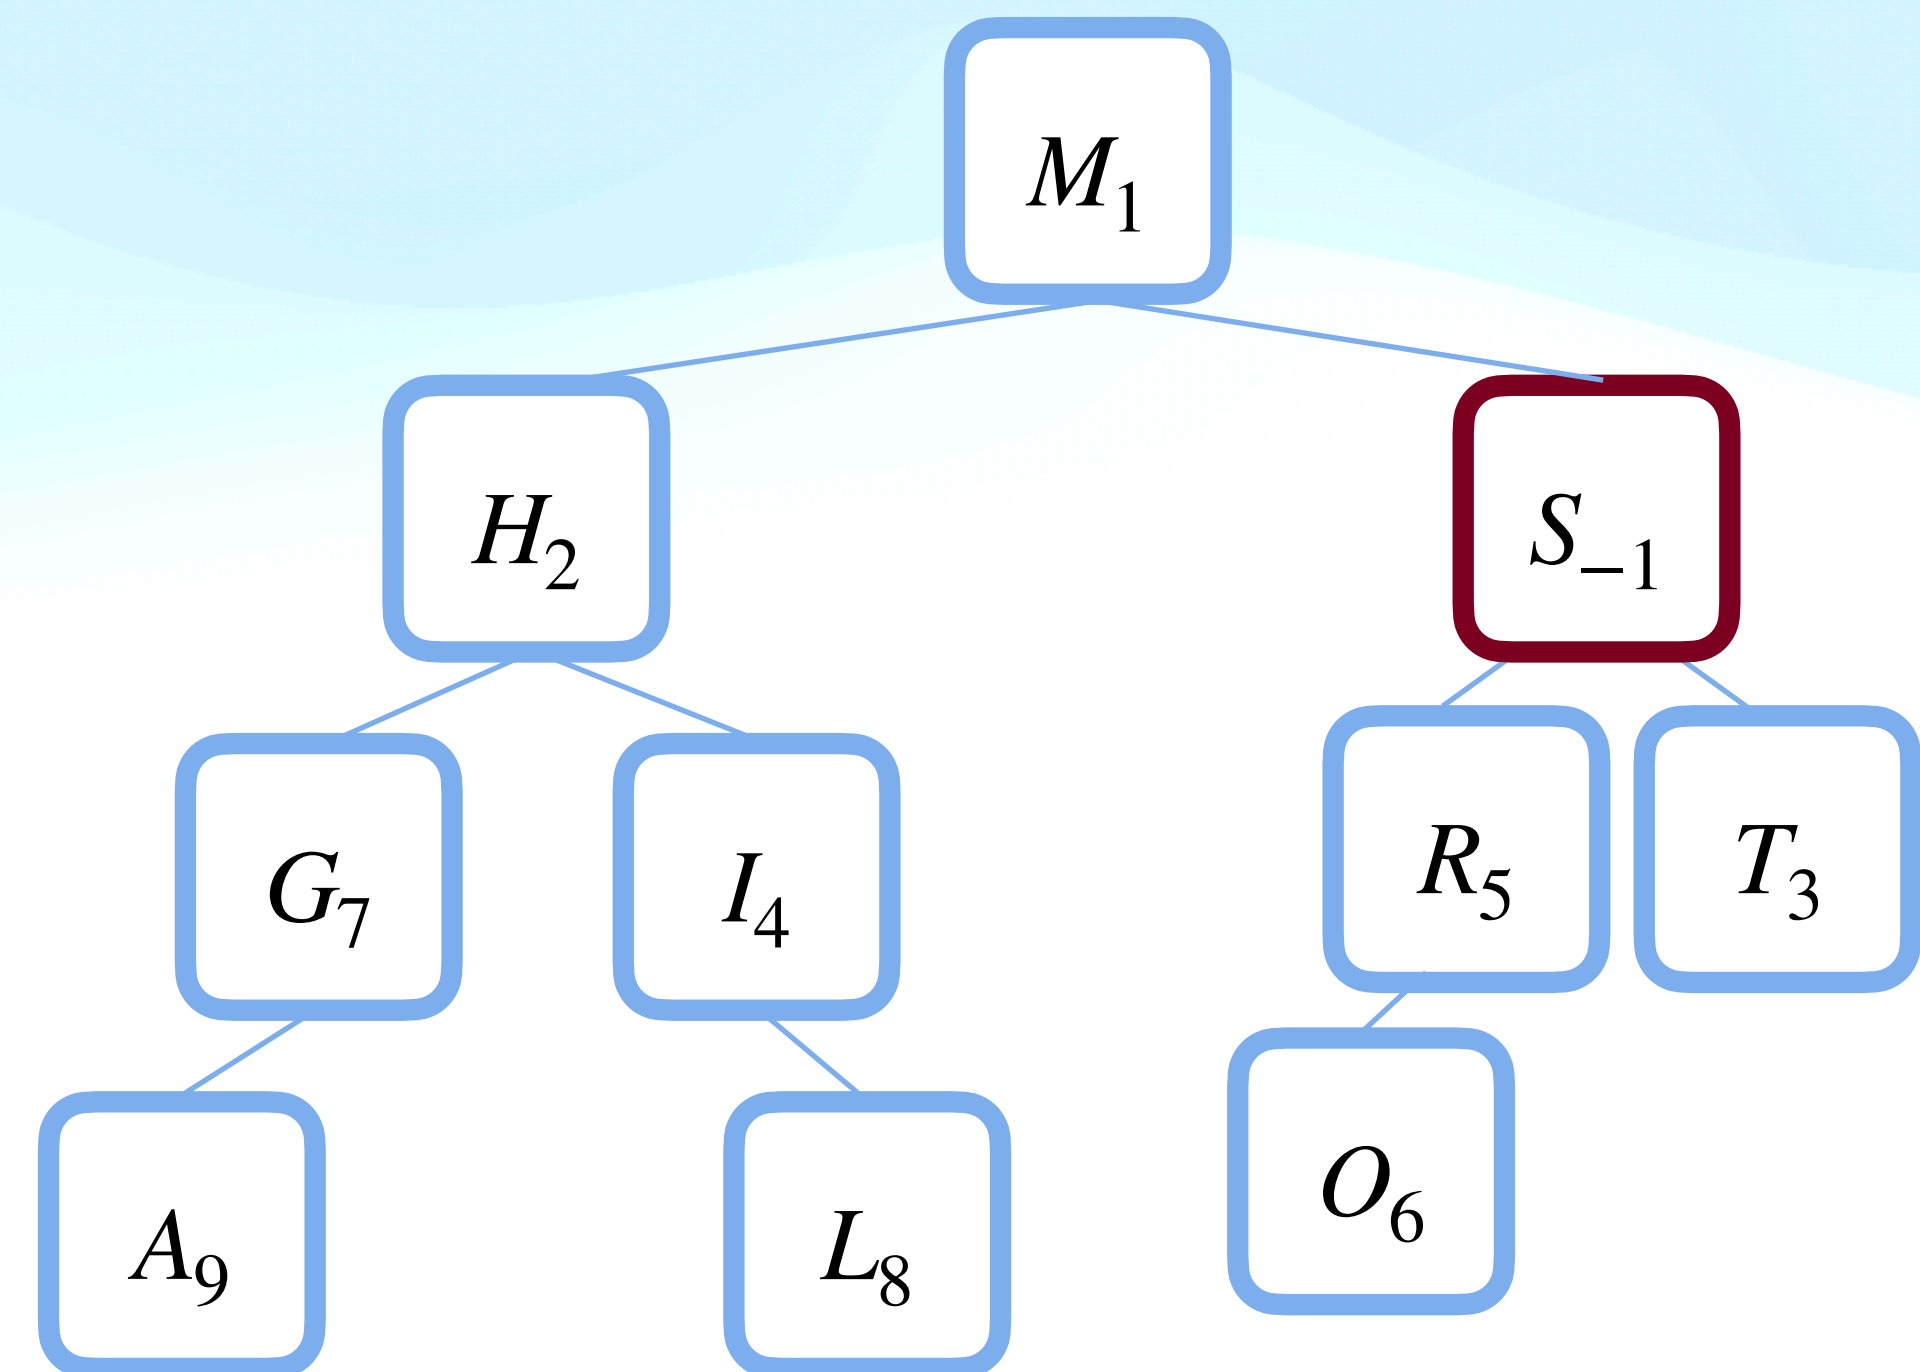 M₁
H₂
S₋₁
G₇
I₄
R₅
T₃
A₉
L₈
O₆